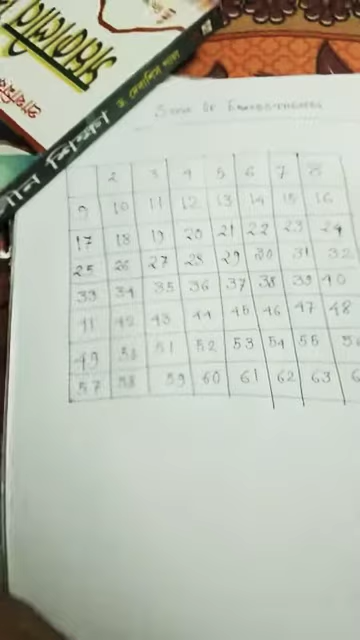 Sieve Of Eratosthenes
2 3 4 5 6 7 8
9 10 11 12 13 14 15 16
17 18 19 20 21 22 23 24
25 26 27 28 29 30 31 32
33 34 35 36 37 38 39 40
41 42 43 44 45 46 47 48
49 50 51 52 53 54 55
57 58 59 60 61 62 63